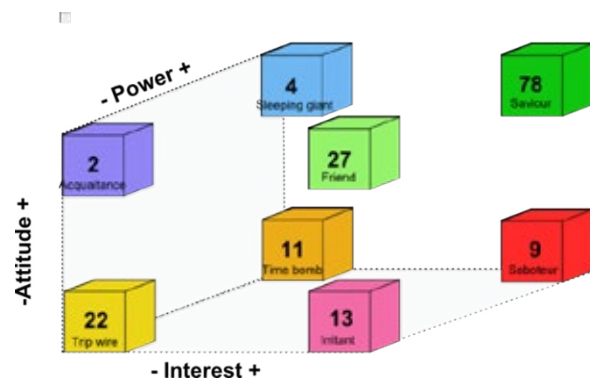 - Power +
4
Sleeping giant
78
Saviour
2
Acquaitance
27
Friend
-Attitude +
11
Time bomb
9
Saboteur
22
Trip wire
13
Irritant
- Interest +